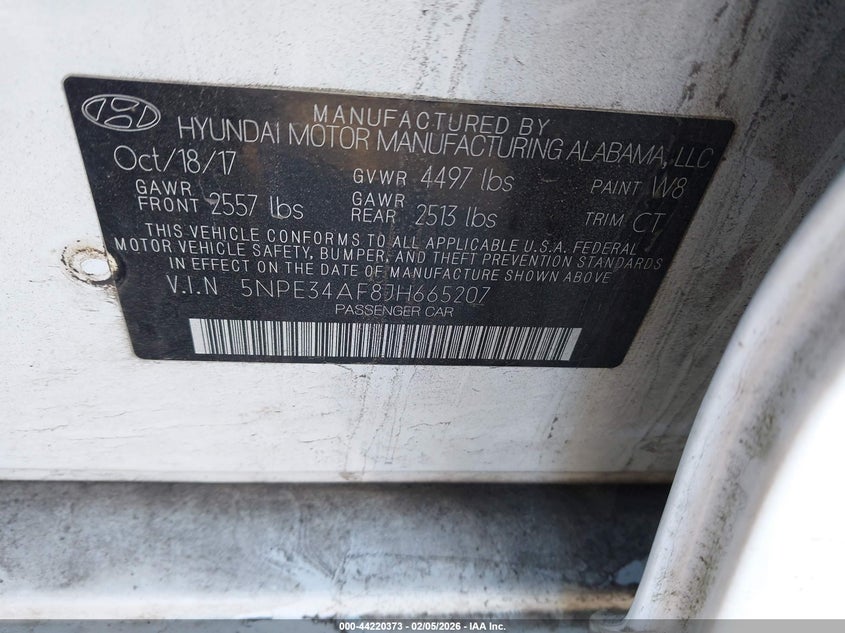 MANUFACTURED BY
HYUNDAI MOTOR MANUFACTURING ALABAMA, LLC
Oct/18/17 GVWR 4497 lbs PAINT W8
GAWR FRONT 2557 lbs GAWR REAR 2513 lbs TRIM CT
THIS VEHICLE CONFORMS TO ALL APPLICABLE U.S.A. FEDERAL
MOTOR VEHICLE SAFETY, BUMPER, AND THEFT PREVENTION STANDARDS
IN EFFECT ON THE DATE OF MANUFACTURE SHOWN ABOVE
V.I.N 5NPE34AF8JH665207
PASSENGER CAR
000-44220373 - 02/05/2026 - IAA Inc.